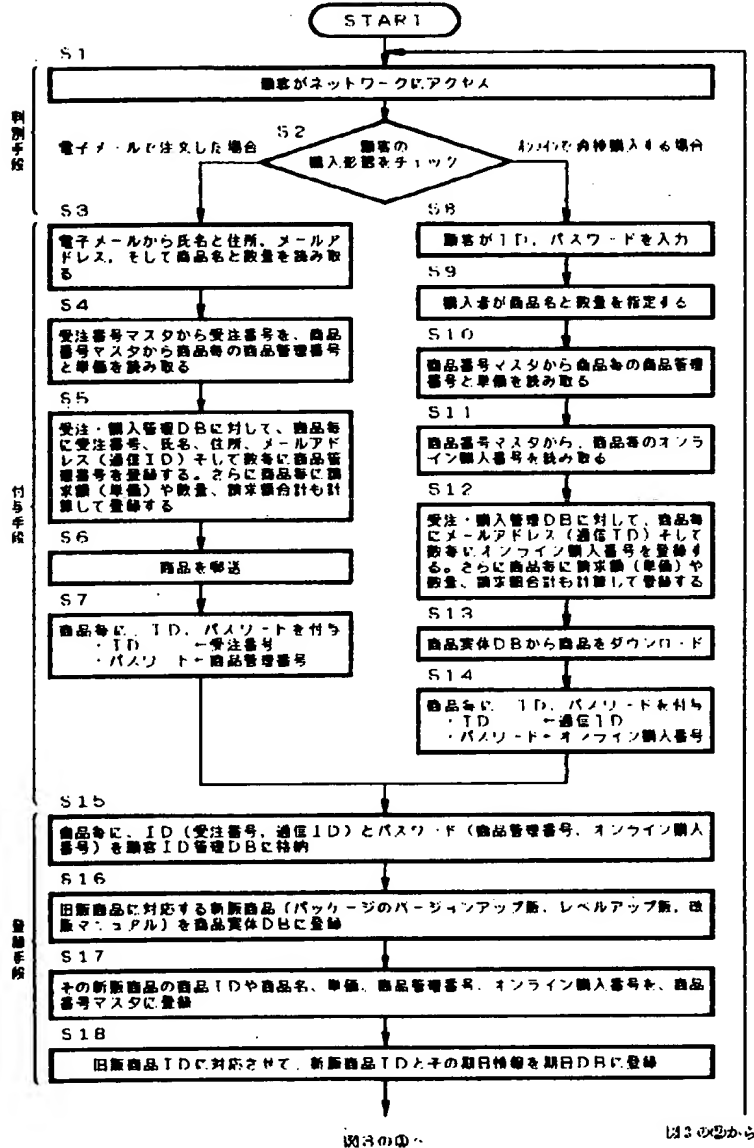 START
S1
顧客がネットワークにアクセス
判別手段
S2
電子メールで注文した場合
顧客の
購入形態をチェック
オンラインで直接購入する場合
S3
電子メールから氏名と住所、メールア
ドレス、そして商品名と数量を読み取
る
S4
受注番号マスタから受注番号を、商品
番号マスタから商品毎の商品管理番号
と単価を読み取る
S5
受注・購入管理DBに対して、商品毎
に受注番号、氏名、住所、メールアド
レス(通信ID)そして数毎に商品管
理番号を登録する。さらに商品毎に請
求額(単価)や数量、請求額合計も計
算して登録する
S6
商品を郵送
S7
商品毎に、ID、パスワードを付与
・ID ←受注番号
・パスワード←商品管理番号
付与手段
S8
顧客がID、パスワードを入力
S9
購入者が商品名と数量を指定する
S10
商品番号マスタから商品毎の商品管理
番号と単価を読み取る
S11
商品番号マスタから、商品毎のオンラ
イン購入番号を読み取る
S12
受注・購入管理DBに対して、商品毎
にメールアドレス(通信ID)そして
数毎にオンライン購入番号を登録す
る。さらに商品毎に請求額(単価)や
数量、請求額合計も計算して登録する
S13
商品実体DBから商品をダウンロード
S14
商品毎に、ID、パスワードを付与
・ID ←通信ID
・パスワード←オンライン購入番号
S15
商品毎に、ID(受注番号、通信ID)とパスワード(商品管理番号、オンライン購入
番号)を顧客ID管理DBに格納
登録手段
S16
旧版商品に対応する新版商品(パッケージのバージョンアップ版、レベルアップ版、改
版マニュアル)を商品実体DBに登録
S17
その新版商品の商品IDや商品名、単価、商品管理番号、オンライン購入番号を、商品
番号マスタに登録
S18
旧版商品IDに対応させて、新版商品IDとその期日情報を期日DBに登録
図3の①へ
図3の②から